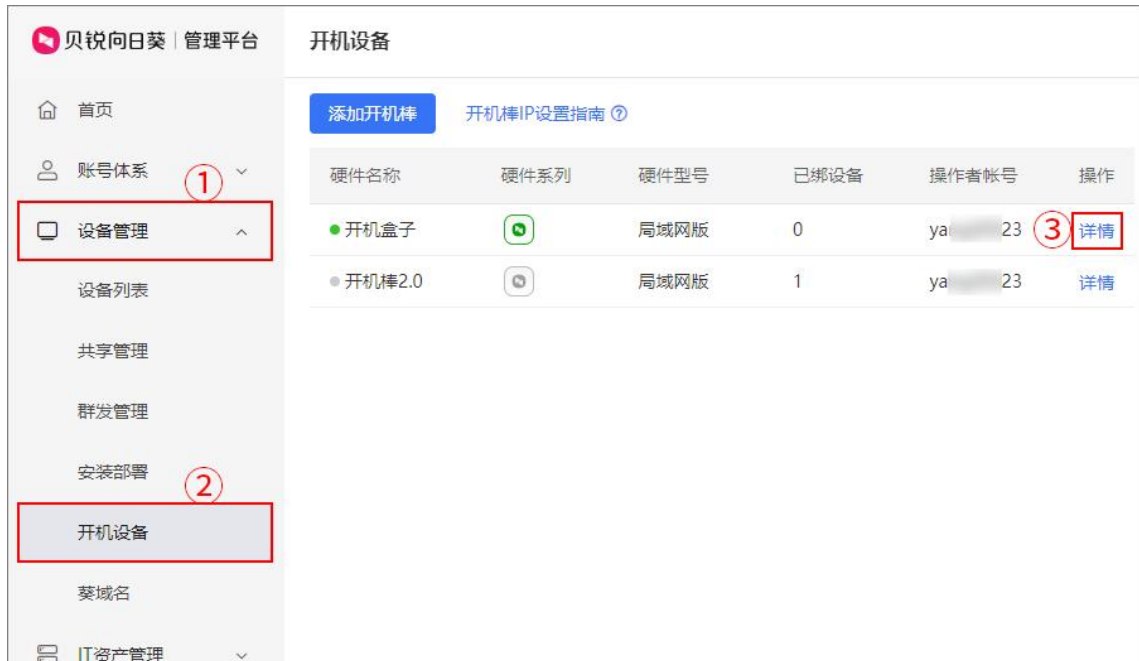 贝锐向日葵 | 管理平台
开机设备
首页
账号体系
①
设备管理
设备列表
共享管理
群发管理
安装部署
②
开机设备
葵域名
IT资产管理
添加开机棒 开机棒IP设置指南
硬件名称 硬件系列 硬件型号 已绑设备 操作者帐号 操作
开机盒子 局域网版 0 ya 23 ③ 详情
开机棒2.0 局域网版 1 ya 23 详情